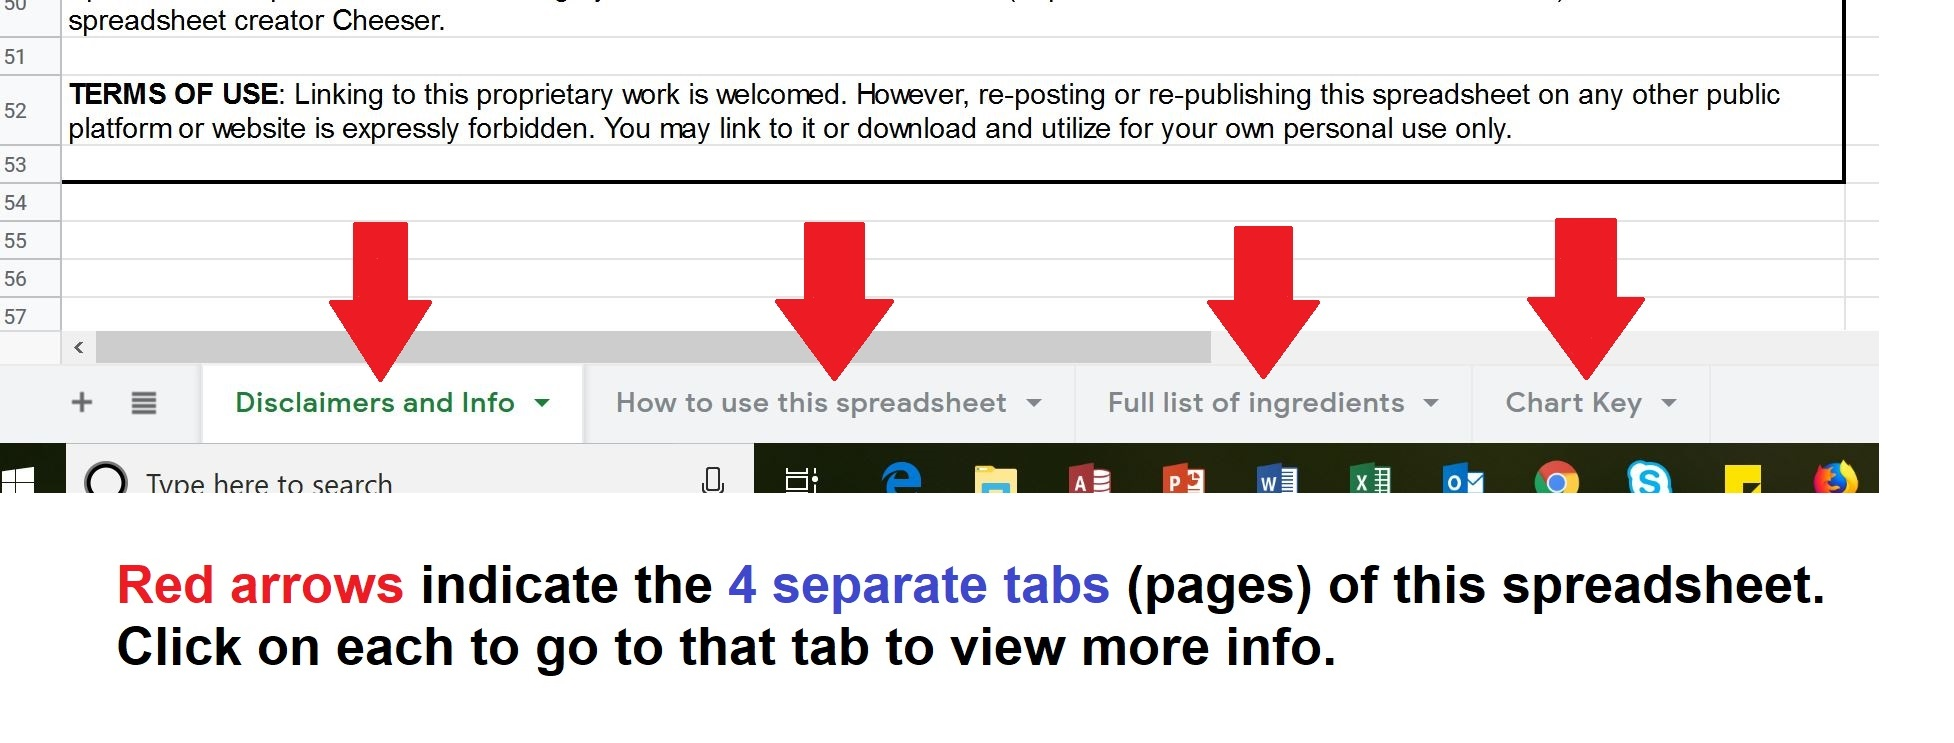 50
spreadsheet creator Cheeser.
51
TERMS OF USE: Linking to this proprietary work is welcomed. However, re-posting or re-publishing this spreadsheet on any other public
52
platform or website is expressly forbidden. You may link to it or download and utilize for your own personal use only.
53
54
55
56
57
Disclaimers and Info
How to use this spreadsheet
Full list of ingredients
Chart Key
Type here to search
Red arrows indicate the 4 separate tabs (pages) of this spreadsheet.
Click on each to go to that tab to view more info.